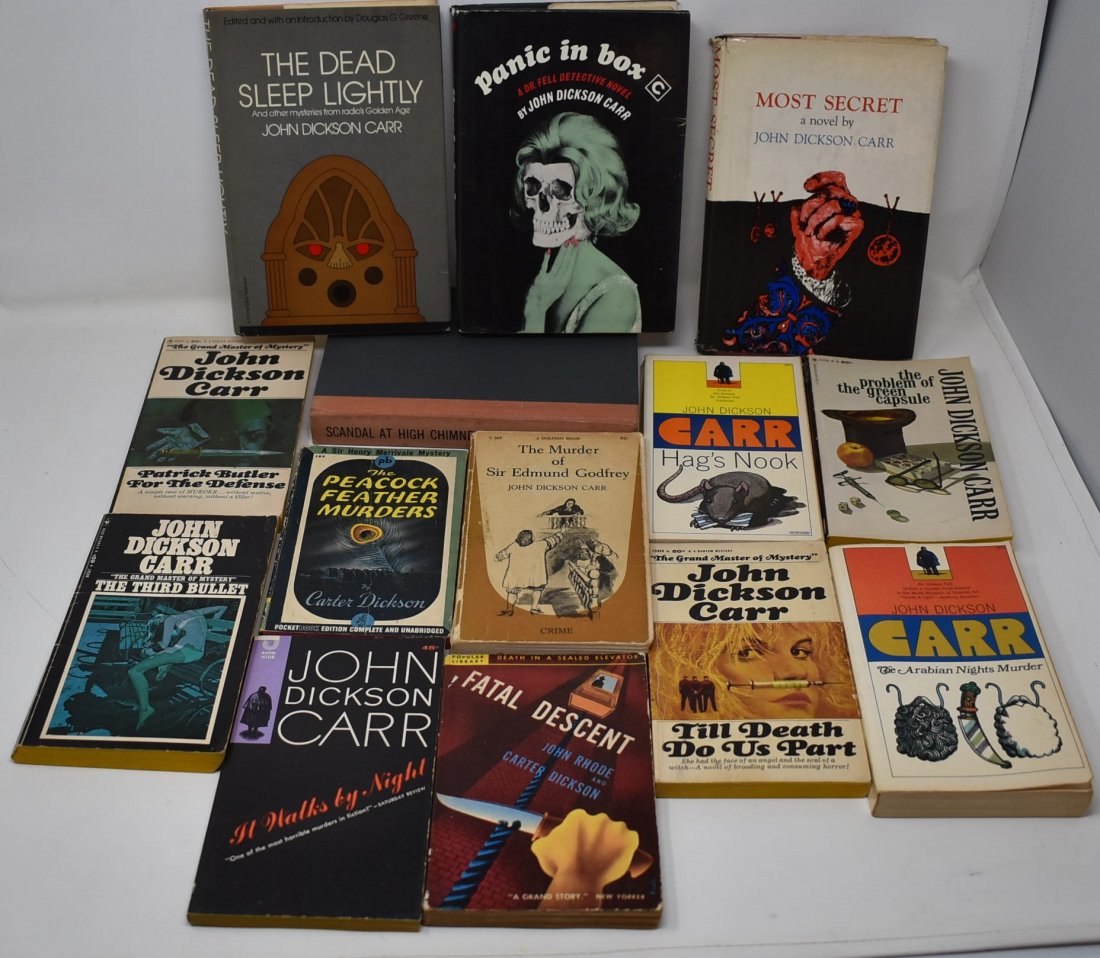 Edited and with an Introduction by Douglas G. Greene
THE DEAD
SLEEP LIGHTLY
And other mysteries from radio's Golden Age
JOHN DICKSON CARR
Panic in box
A DR. FELL DETECTIVE NOVEL
BY JOHN DICKSON CARR
C
MOST SECRET
MOST SECRET
a novel by
JOHN DICKSON CARR
"The Grand Master of Mystery"
John
Dickson
Carr
Patrick Butler
For The Defense
A simple case of MURDER...without motive,
without warning, without a killer!
SCANDAL AT HIGH CHIMNE
JOHN DICKSON
CARR
Hag's Nook
the
problem of
the green
capsule
JOHN DICKSON CARR
A Sir Henry Merrivale Mystery
pb
The
PEACOCK
FEATHER
MURDERS
By
Carter Dickson
POCKET BOOK EDITION COMPLETE AND UNABRIDGED
A DOLPHIN BOOK
95c
The Murder
of
Sir Edmund Godfrey
JOHN DICKSON CARR
CRIME
JOHN
DICKSON
CARR
"THE GRAND MASTER OF MYSTERY"
THE THIRD BULLET
"The Grand Master of Mystery"
John
Dickson
Carr
Till Death
Do Us Part
She had the face of an angel and the soul of a
witch—A novel of brooding and consuming horror!
JOHN DICKSON
CARR
The Arabian Nights Murder
AVON
JOHN
DICKSON
CARR
It Walks by Night
"One of the most horrible murders in fiction!"—SATURDAY REVIEW
POPULAR
LIBRARY
DEATH IN A SEALED ELEVATOR
FATAL DESCENT
JOHN RHODE
AND
CARTER DICKSON
"A GRAND STORY." NEW YORKER